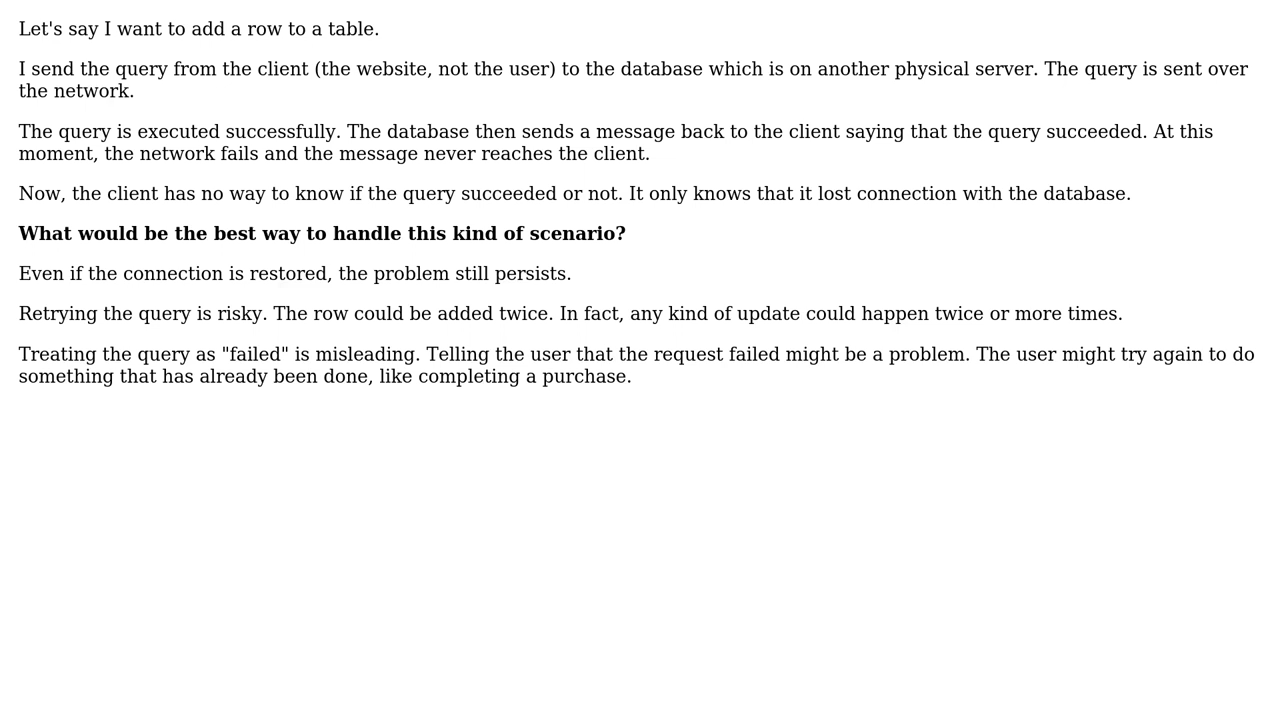 Let's say I want to add a row to a table.
I send the query from the client (the website, not the user) to the database which is on another physical server. The query is sent over
the network.
The query is executed successfully. The database then sends a message back to the client saying that the query succeeded. At this
moment, the network fails and the message never reaches the client.
Now, the client has no way to know if the query succeeded or not. It only knows that it lost connection with the database.
What would be the best way to handle this kind of scenario?
Even if the connection is restored, the problem still persists.
Retrying the query is risky. The row could be added twice. In fact, any kind of update could happen twice or more times.
Treating the query as "failed" is misleading. Telling the user that the request failed might be a problem. The user might try again to do
something that has already been done, like completing a purchase.